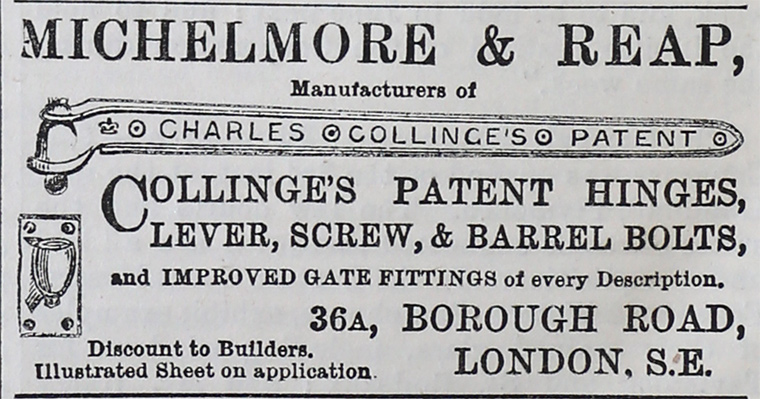 MICHELMORE & REAP,
Manufacturers of
CHARLES COLLINGE'S PATENT
COLLINGE'S PATENT HINGES,
LEVER, SCREW, & BARREL BOLTS,
and IMPROVED GATE FITTINGS of every Description.
36A, BOROUGH ROAD,
LONDON, S.E.
Discount to Builders.
Illustrated Sheet on application.